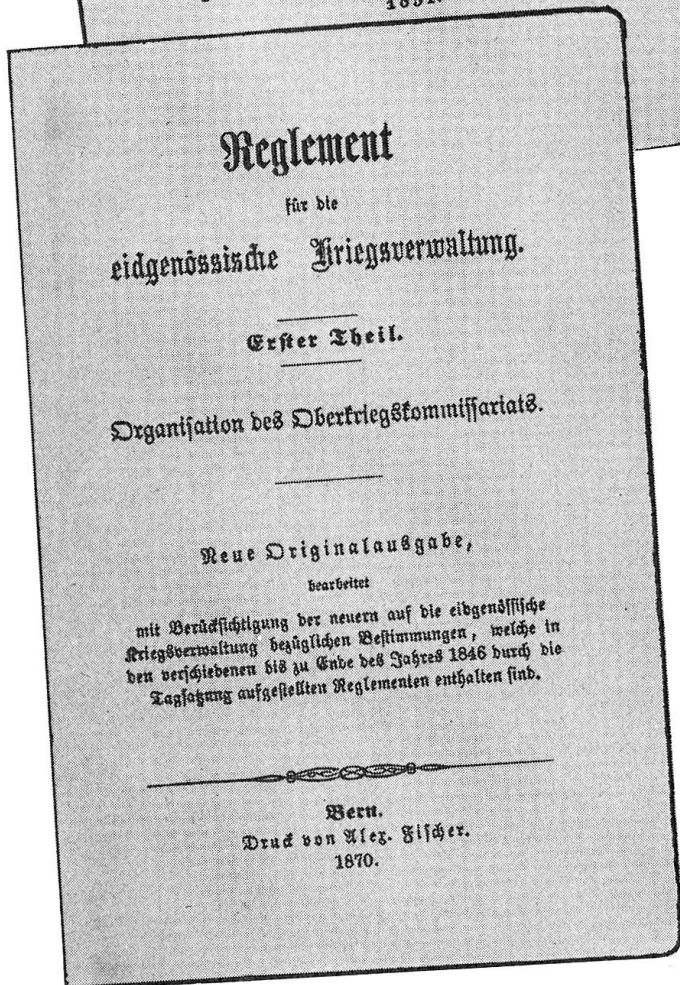 Reglement
für die
eidgenössische Kriegsverwaltung.
Erster Theil.
Organisation des Oberkriegskommissariats.
Neue Originalausgabe,
bearbeitet
mit Berücksichtigung der neuern auf die eidgenössische
Kriegsverwaltung bezüglichen Bestimmungen, welche in
den verschiedenen bis zu Ende des Jahres 1846 durch die
Tagsatzung aufgestellten Reglementen enthalten sind.
Bern.
Druck von Alex. Fischer.
1870.